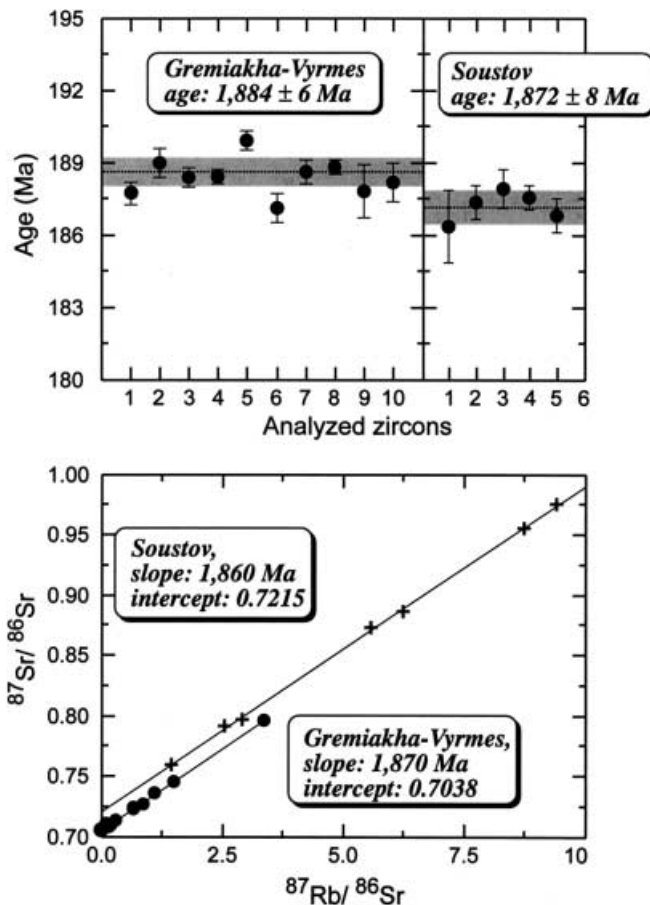 195
192
189
186
183
180
Age (Ma)
Gremiakha-Vyrmes
age: 1,884 ± 6 Ma
Soustov
age: 1,872 ± 8 Ma
1 2 3 4 5 6 7 8 9 10 1 2 3 4 5 6
Analyzed zircons
1.00
0.95
0.90
0.85
0.80
0.75
0.70
87Sr/ 86Sr
Soustov,
slope: 1,860 Ma
intercept: 0.7215
Gremiakha-Vyrmes,
slope: 1,870 Ma
intercept: 0.7038
0.0 2.5 5.0 7.5 10
87Rb/ 86Sr